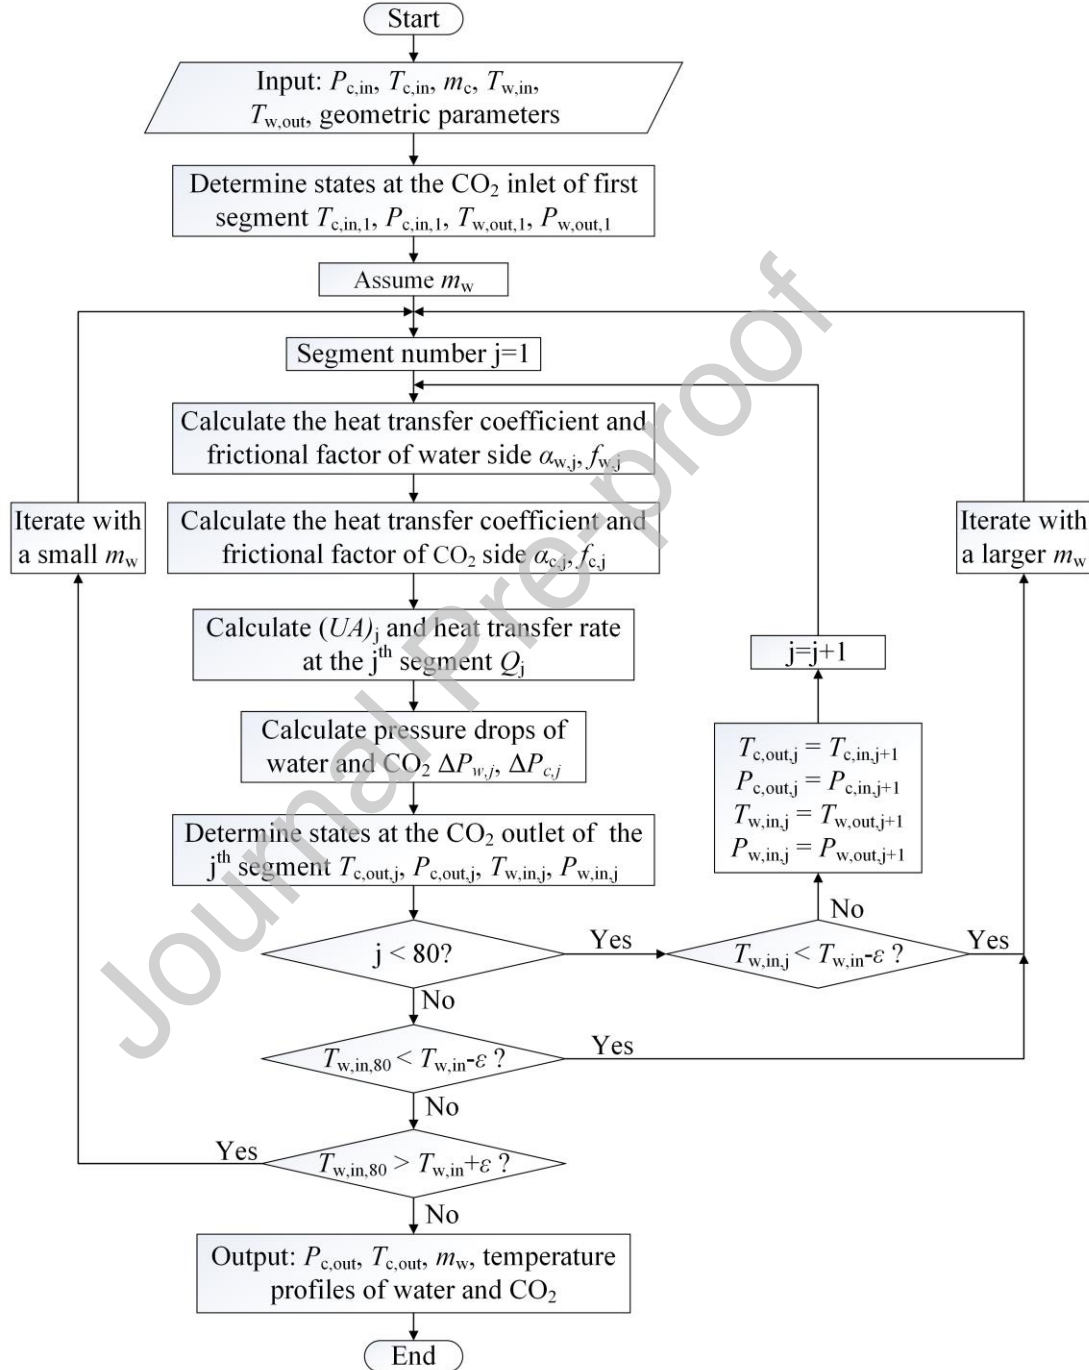 Start
Input: P_c,in, T_c,in, m_c, T_w,in,
T_w,out, geometric parameters
Determine states at the CO₂ inlet of first
segment T_c,in,1, P_c,in,1, T_w,out,1, P_w,out,1
Assume m_w
Segment number j=1
Calculate the heat transfer coefficient and
frictional factor of water side α_w,j, f_w,j
Iterate with
a small m_w
Calculate the heat transfer coefficient and
frictional factor of CO₂ side α_c,j, f_c,j
Iterate with
a larger m_w
Calculate (UA)_j and heat transfer rate
at the j^th segment Q_j
j=j+1
Calculate pressure drops of
water and CO₂ ΔP_w,j, ΔP_c,j
T_c,out,j = T_c,in,j+1
P_c,out,j = P_c,in,j+1
T_w,in,j = T_w,out,j+1
P_w,in,j = P_w,out,j+1
Determine states at the CO₂ outlet of the
j^th segment T_c,out,j, P_c,out,j, T_w,in,j, P_w,in,j
No
j < 80?
Yes
T_w,in,j < T_w,in-ε ?
Yes
No
T_w,in,80 < T_w,in-ε ?
Yes
No
Yes
T_w,in,80 > T_w,in+ε ?
No
Output: P_c,out, T_c,out, m_w, temperature
profiles of water and CO₂
End
Journal Pre-proof